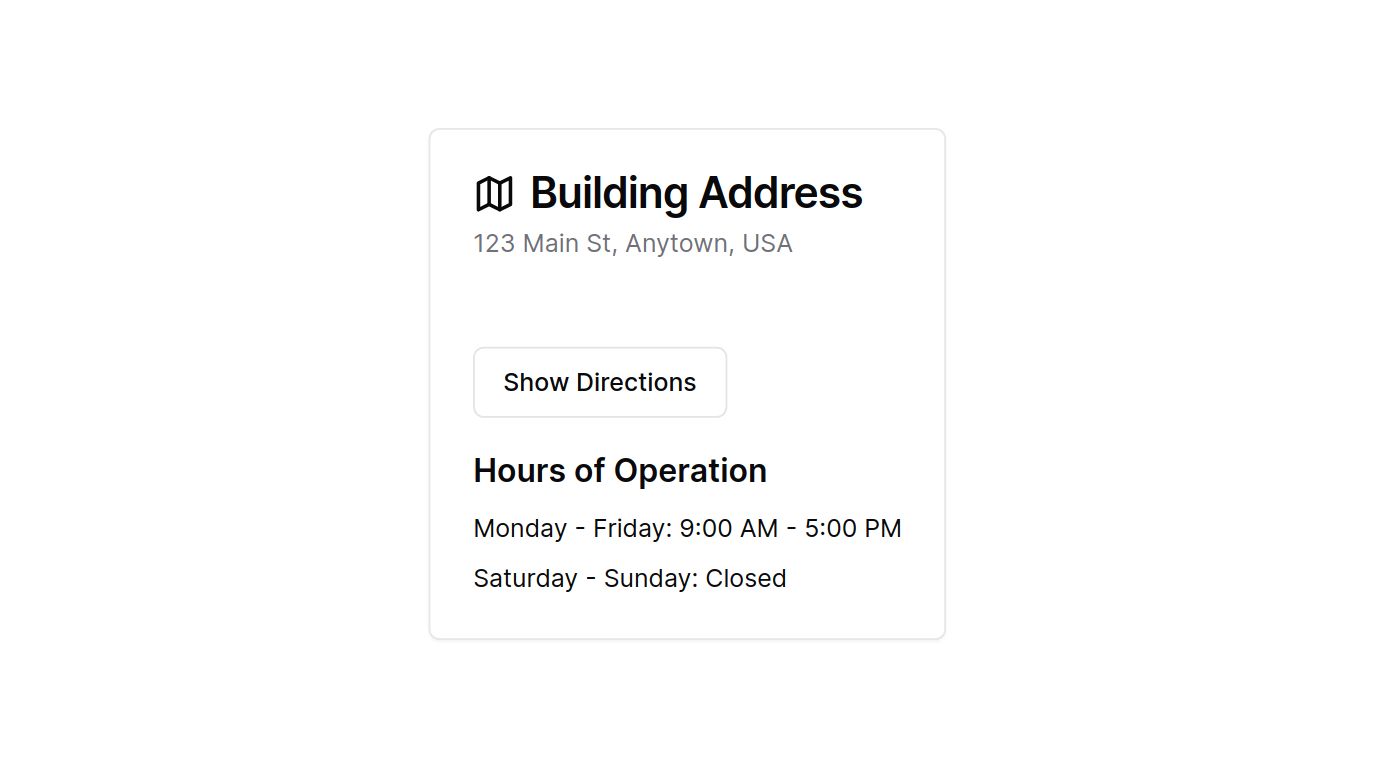 Building Address
123 Main St, Anytown, USA
Show Directions
Hours of Operation
Monday - Friday: 9:00 AM - 5:00 PM
Saturday - Sunday: Closed